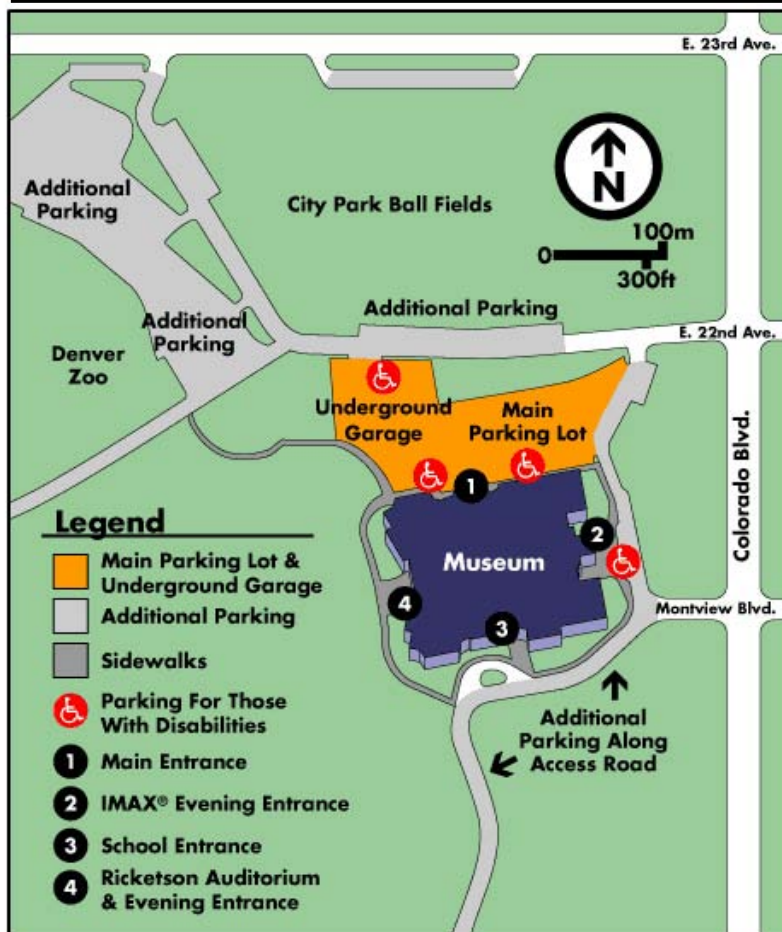 E. 23rd Ave.
Additional
Parking
City Park Ball Fields
N
0
100m
300ft
Additional Parking
E. 22nd Ave.
Additional
Parking
Denver
Zoo
Underground
Garage
Main
Parking Lot
Colorado Blvd.
1
2
Museum
4
3
Montview Blvd.
Additional
Parking Along
Access Road
Legend
Main Parking Lot &
Underground Garage
Additional Parking
Sidewalks
Parking For Those
With Disabilities
1 Main Entrance
2 IMAX® Evening Entrance
3 School Entrance
4 Ricketson Auditorium
& Evening Entrance